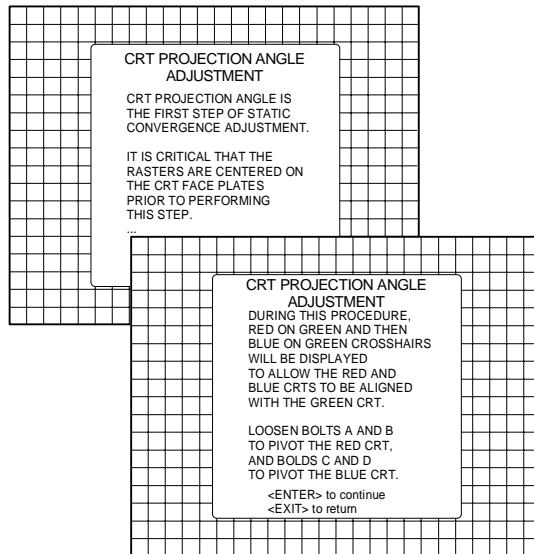 CRT PROJECTION ANGLE
ADJUSTMENT
CRT PROJECTION ANGLE IS
THE FIRST STEP OF STATIC
CONVERGENCE ADJUSTMENT.
IT IS CRITICAL THAT THE
RASTERS ARE CENTERED ON
THE CRT FACE PLATES
PRIOR TO PERFORMING
THIS STEP.
...
CRT PROJECTION ANGLE
ADJUSTMENT
DURING THIS PROCEDURE,
RED ON GREEN AND THEN
BLUE ON GREEN CROSSHAIRS
WILL BE DISPLAYED
TO ALLOW THE RED AND
BLUE CRTS TO BE ALIGNED
WITH THE GREEN CRT.
LOOSEN BOLTS A AND B
TO PIVOT THE RED CRT,
AND BOLDS C AND D
TO PIVOT THE BLUE CRT.
<ENTER> to continue
<EXIT> to return